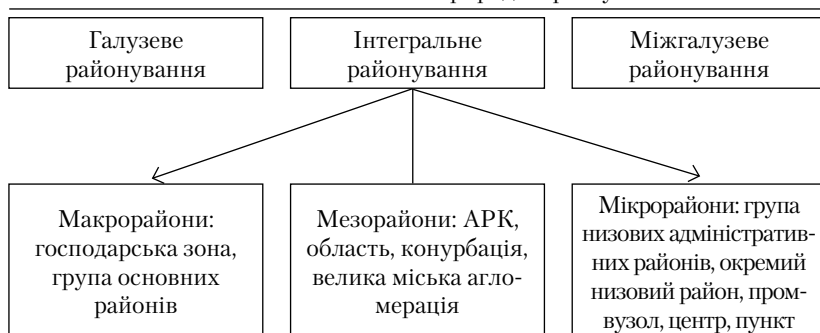 Галузеве
районування
Інтегральне
районування
Міжгалузеве
районування
Макрорайони:
господарська зона,
група основних
районів
Мезорайони: АРК,
область, конурбація,
велика міська агло-
мерація
Мікрорайони: група
низових адміністратив-
них районів, окремий
низовий район, пром-
вузол, центр, пункт